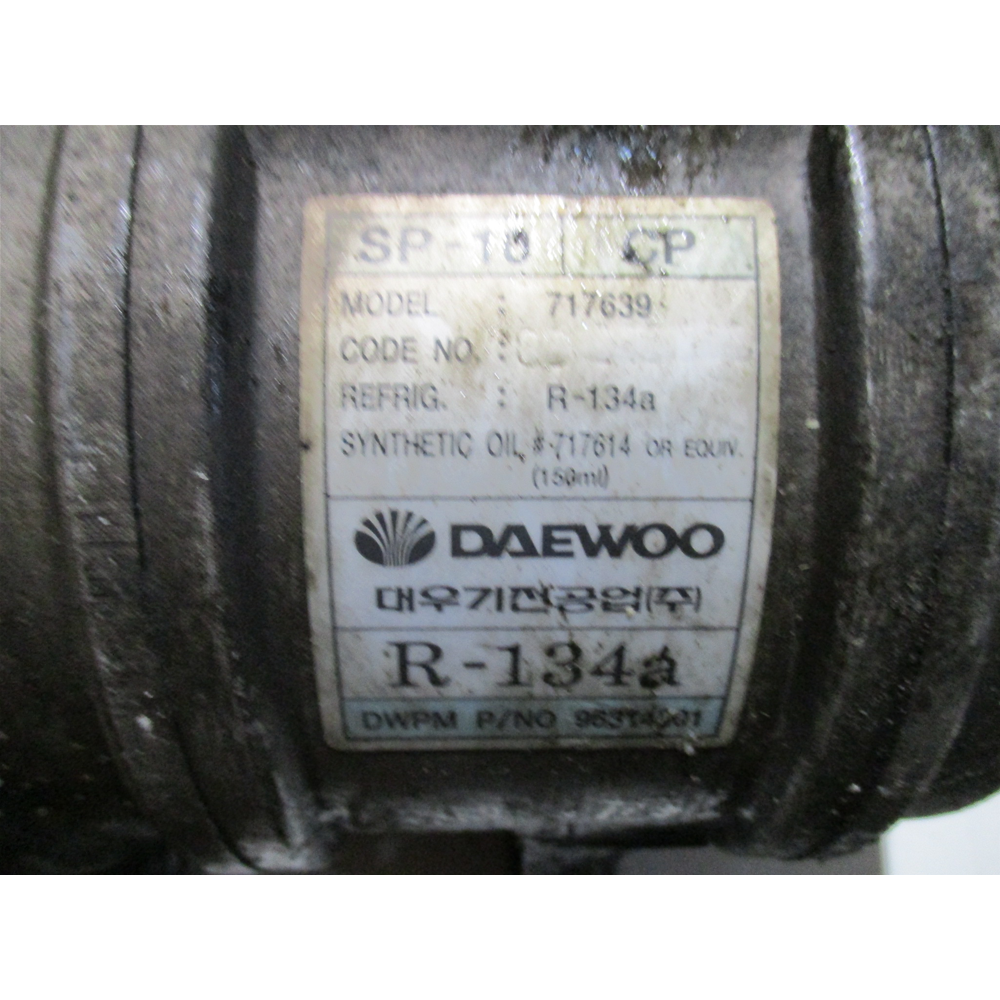 SP-10 CP
MODEL : 717639
CODE NO. :
REFRIG. : R-134a
SYNTHETIC OIL #-717614 OR EQUIV.
(150ml)
DAEWOO
대우기전공업(주)
R-134a
DWPM P/NO